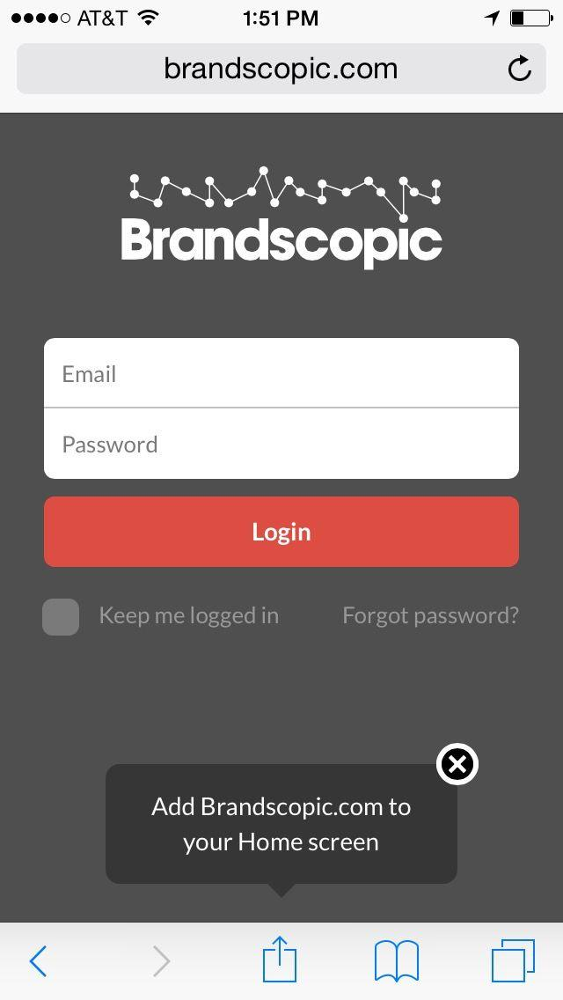 AT&T 1:51 PM
brandscopic.com
Brandscopic
Email
Password
Login
Keep me logged in Forgot password?
Add Brandscopic.com to
your Home screen